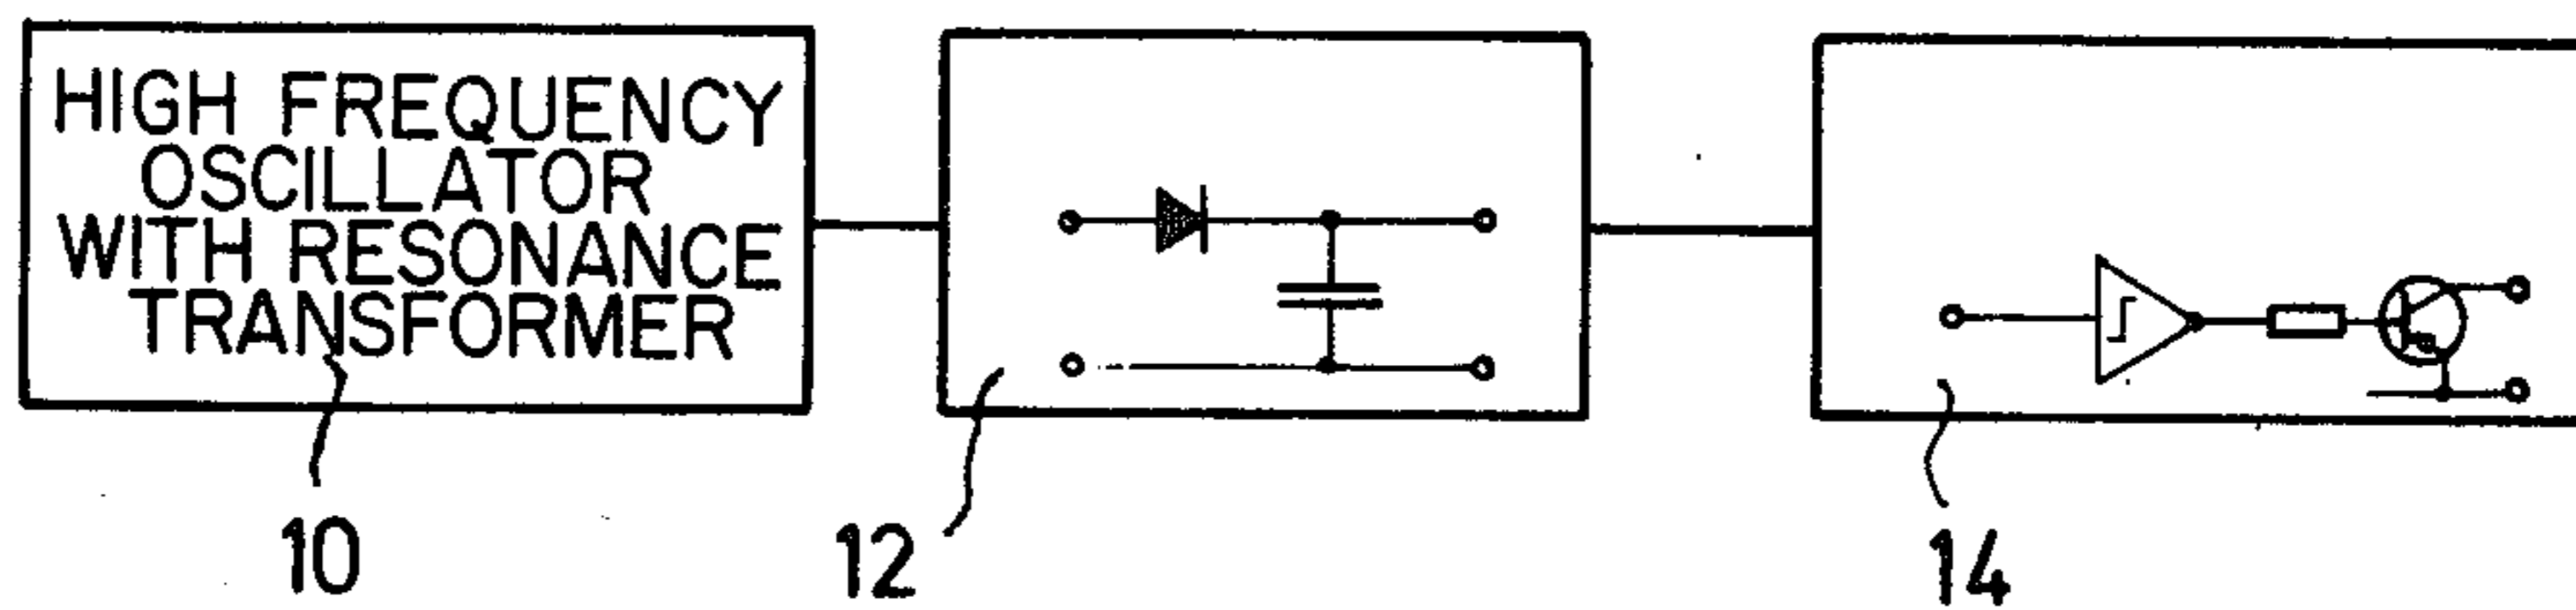 HIGH FREQUENCY
OSCILLATOR
WITH RESONANCE
TRANSFORMER
10
12
14